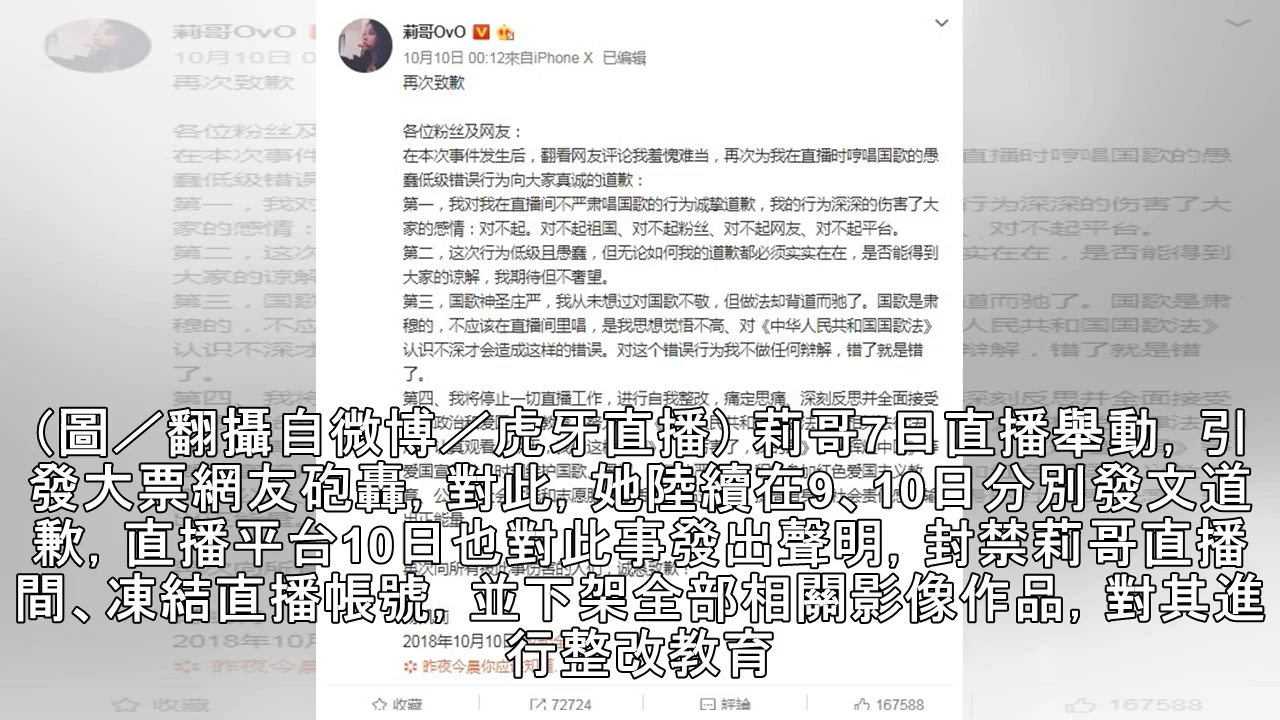 莉哥OvO
10月10日 00:12來自iPhone X 已编辑
再次致歉
各位粉丝及网友：
在本次事件发生后，翻看网友评论我羞愧难当，再次为我在直播时哼唱国歌的愚
蠢低级错误行为向大家真诚的道歉：
第一，我对我在直播间不严肃唱国歌的行为诚挚道歉，我的行为深深的伤害了大
家的感情：对不起。对不起祖国、对不起粉丝、对不起网友、对不起平台。
第二，这次行为低级且愚蠢，但无论如何我的道歉都必须实实在在，是否能得到
大家的谅解，我期待但不奢望。
第三，国歌神圣庄严，我从未想过对国歌不敬，但做法却背道而驰了。国歌是肃
穆的，不应该在直播间里唱，是我思想觉悟不高、对《中华人民共和国国歌法》
认识不深才会造成这样的错误。对这个错误行为我不做任何辩解，错了就是错
了。
第四、我将停止一切直播工作，进行自我整改，痛定思痛、深刻反思并全面接受
(圖／翻攝自微博／虎牙直播) 莉哥7日直播舉動, 引
發大票網友砲轟, 對此, 她陸續在9、10日分別發文道
歉, 直播平台10日也對此事發出聲明, 封禁莉哥直播
間、凍結直播帳號, 並下架全部相關影像作品, 對其進
行整改教育
2018年10月10日
昨夜今晨你应
收藏 72724 評論 167588